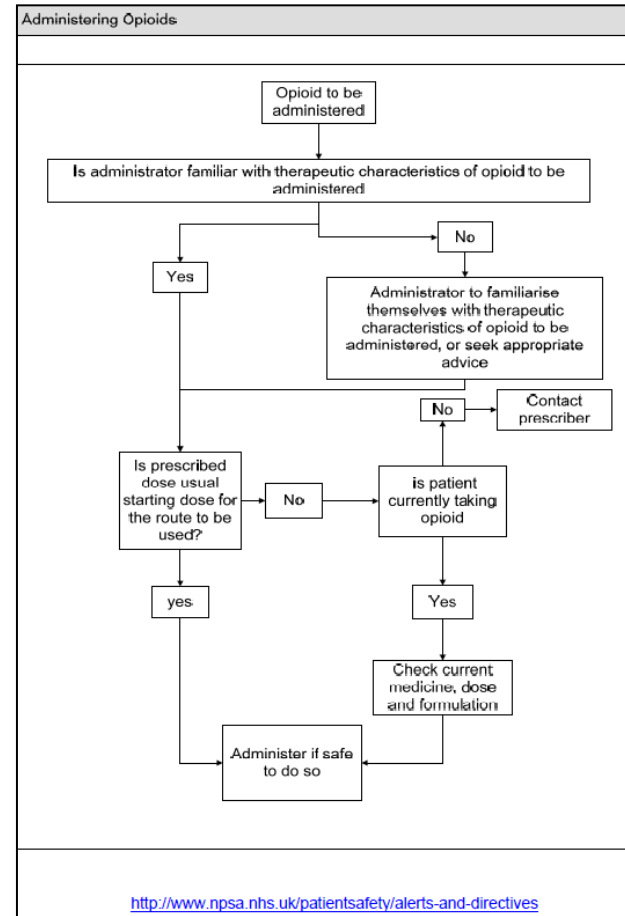 Administering Opioids
Opioid to be
administered
Is administrator familiar with therapeutic characteristics of opioid to be
administered
No
Yes
Administrator to familiarise
themselves with therapeutic
characteristics of opioid to be
administered, or seek appropriate
advice
No
Contact
prescriber
Is prescribed
dose usual
starting dose for
the route to be
used?
No
is patient
currently taking
opioid
yes
Yes
Check current
medicine, dose
and formulation
Administer if safe
to do so
http://www.npsa.nhs.uk/patientsafety/alerts-and-directives